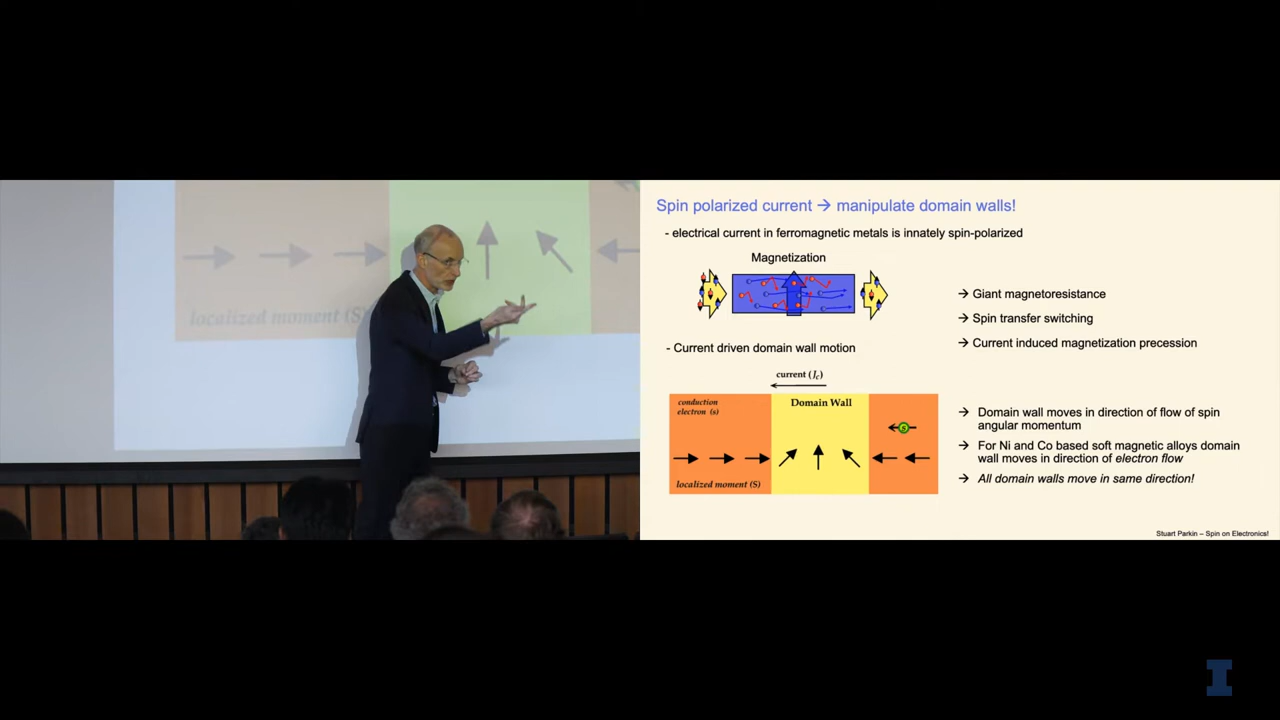 localized moment (S)
Spin polarized current → manipulate domain walls!
- electrical current in ferromagnetic metals is innately spin-polarized
Magnetization
→ Giant magnetoresistance
→ Spin transfer switching
→ Current induced magnetization precession
- Current driven domain wall motion
current (Jc)
conduction
electron (s)
Domain Wall
s
localized moment (S)
→ Domain wall moves in direction of flow of spin
angular momentum
→ For Ni and Co based soft magnetic alloys domain
wall moves in direction of electron flow
→ All domain walls move in same direction!
Stuart Parkin – Spin on Electronics!
I